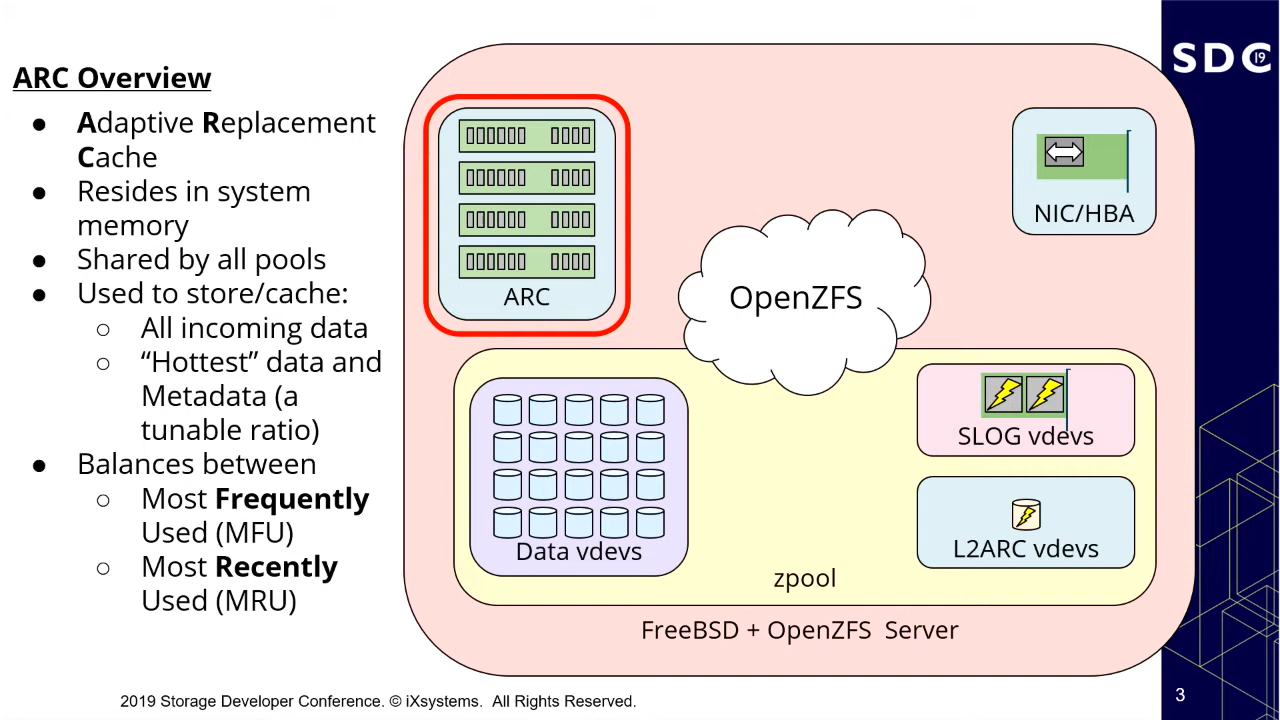 ARC Overview
● Adaptive Replacement
Cache
● Resides in system
memory
● Shared by all pools
● Used to store/cache:
○ All incoming data
○ “Hottest” data and
Metadata (a
tunable ratio)
● Balances between
○ Most Frequently
Used (MFU)
○ Most Recently
Used (MRU)
ARC
OpenZFS
NIC/HBA
Data vdevs
SLOG vdevs
L2ARC vdevs
zpool
FreeBSD + OpenZFS Server
SDC 19
2019 Storage Developer Conference. © iXsystems. All Rights Reserved.
3